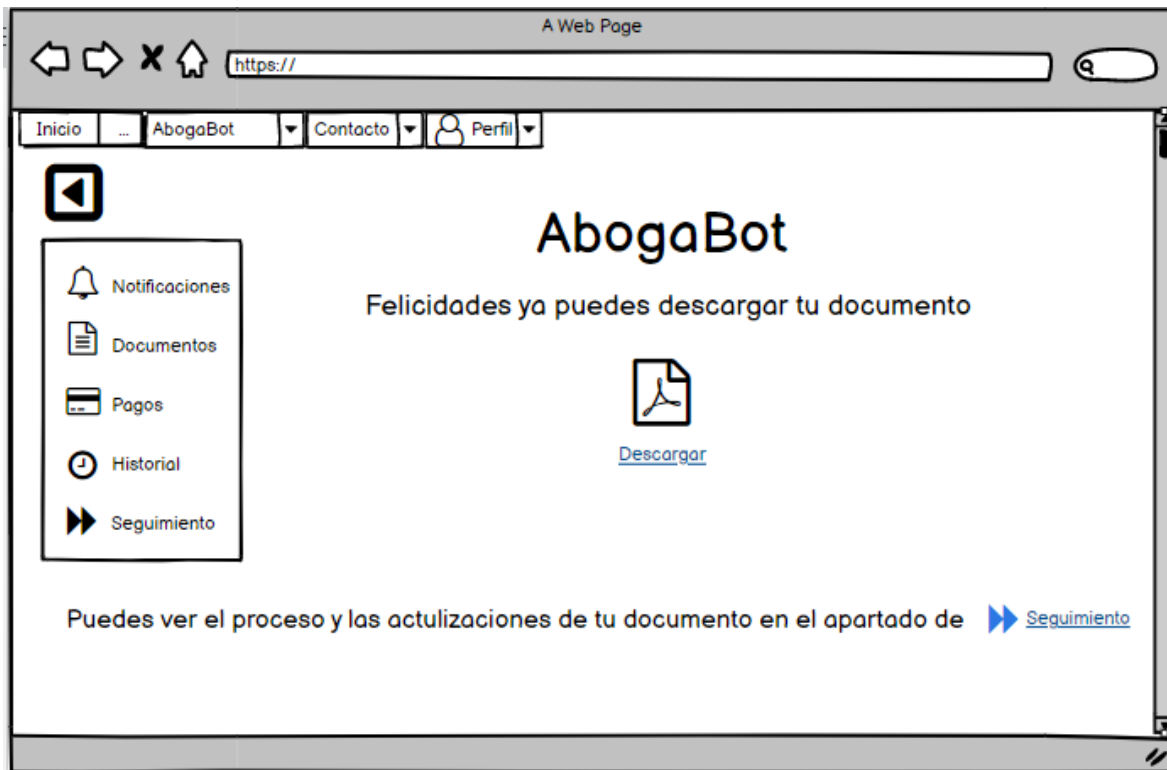 A Web Page
https://
Inicio ... AbogaBot Contacto Perfil
AbogaBot
Felicidades ya puedes descargar tu documento
Descargar
Notificaciones
Documentos
Pagos
Historial
Seguimiento
Puedes ver el proceso y las actulizaciones de tu documento en el apartado de Seguimiento